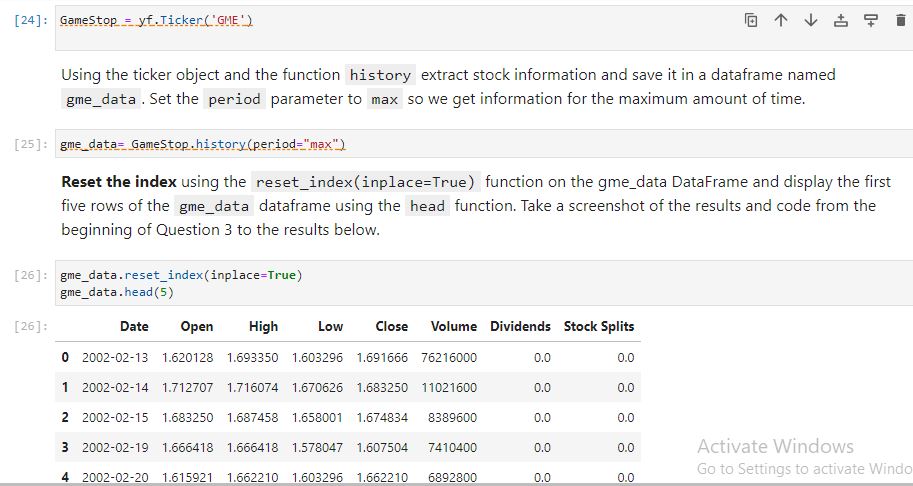 [24]: GameStop = yf.Ticker('GME')
Using the ticker object and the function history extract stock information and save it in a dataframe named
gme_data . Set the period parameter to max so we get information for the maximum amount of time.
[25]: gme_data= GameStop.history(period="max")
Reset the index using the reset_index(inplace=True) function on the gme_data DataFrame and display the first
five rows of the gme_data dataframe using the head function. Take a screenshot of the results and code from the
beginning of Question 3 to the results below.
[26]: gme_data.reset_index(inplace=True)
gme_data.head(5)
[26]: Date Open High Low Close Volume Dividends Stock Splits
0 2002-02-13 1.620128 1.693350 1.603296 1.691666 76216000 0.0 0.0
1 2002-02-14 1.712707 1.716074 1.670626 1.683250 11021600 0.0 0.0
2 2002-02-15 1.683250 1.687458 1.658001 1.674834 8389600 0.0 0.0
3 2002-02-19 1.666418 1.666418 1.578047 1.607504 7410400 0.0 0.0
4 2002-02-20 1.615921 1.662210 1.603296 1.662210 6892800 0.0 0.0
Activate Windows
Go to Settings to activate Windo